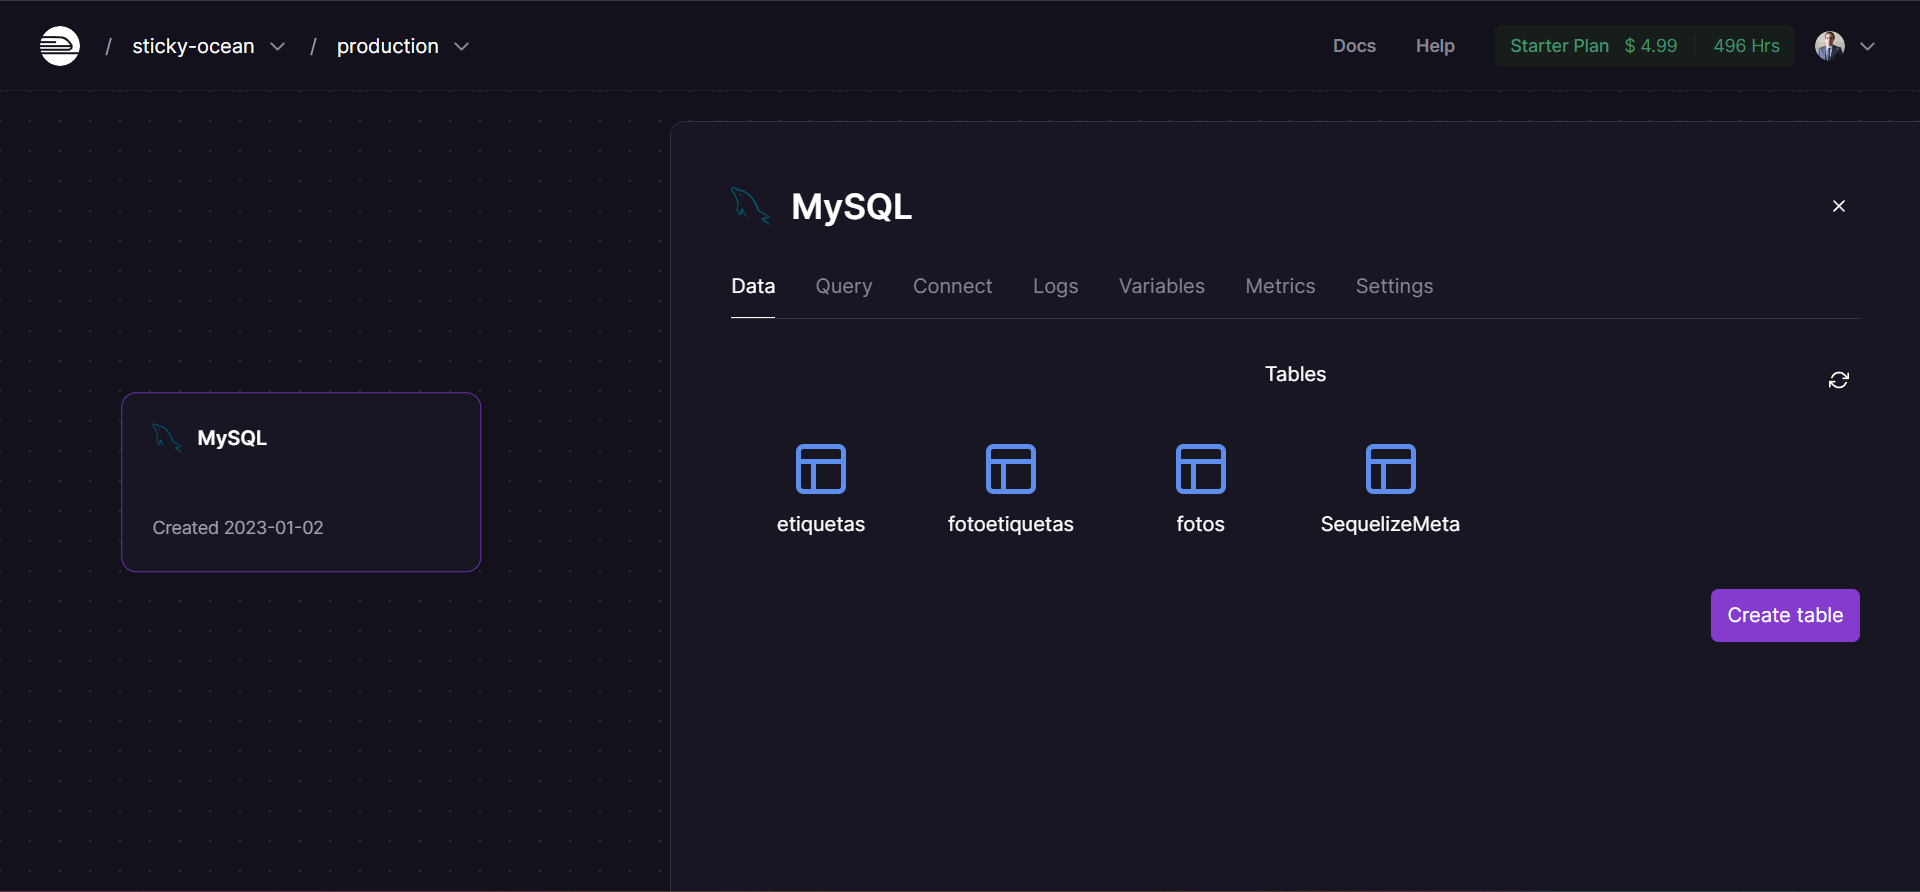 / sticky-ocean / production
Docs Help Starter Plan $ 4.99 496 Hrs
MySQL
Data Query Connect Logs Variables Metrics Settings
Tables
etiquetas fotoetiquetas fotos SequelizeMeta
Create table
MySQL
Created 2023-01-02